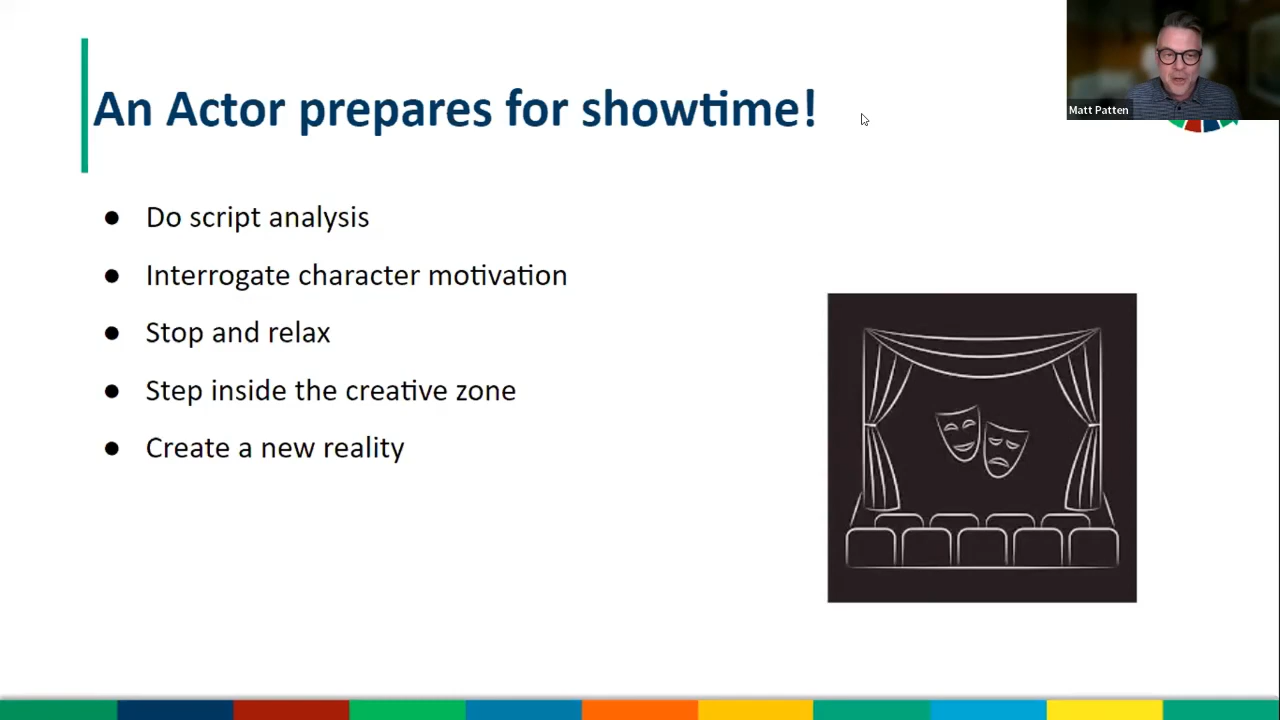 An Actor prepares for showtime!
Matt Patten
● Do script analysis
● Interrogate character motivation
● Stop and relax
● Step inside the creative zone
● Create a new reality